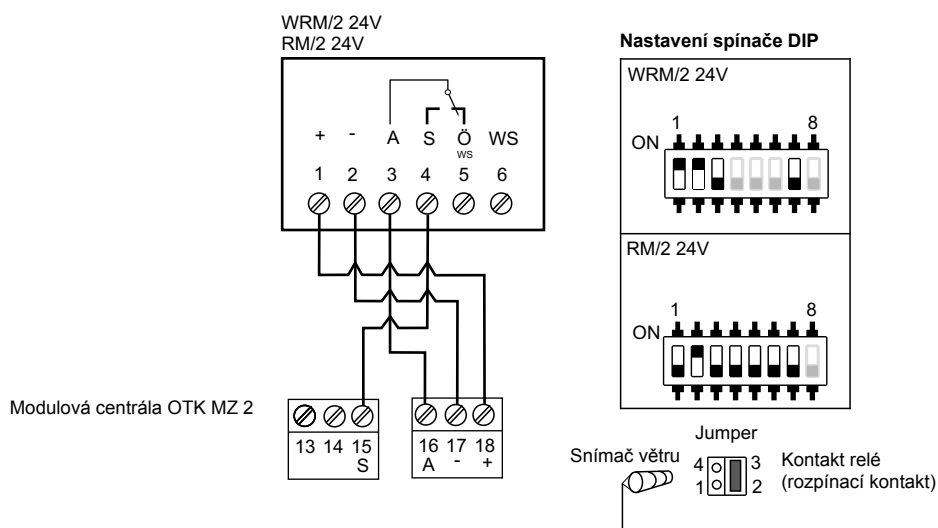 WRM/2 24V
RM/2 24V
+ - A S Ö WS
WS
1 2 3 4 5 6
Modulová centrála OTK MZ 2
13 14 15
S
16 17 18
A - +
Nastavení spínače DIP
WRM/2 24V
1 8
ON
RM/2 24V
1 8
ON
Jumper
Snímač větru
4 3
1 2
Kontakt relé
(rozpínací kontakt)